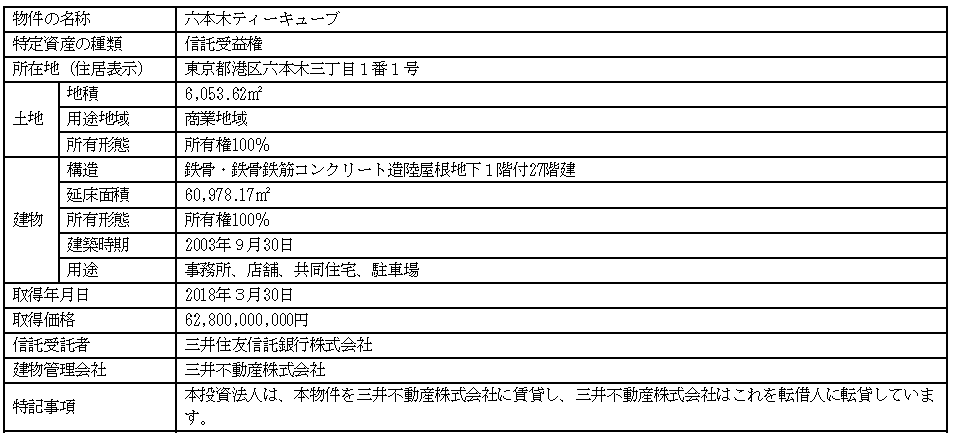 物件の名称 六本木ティーキューブ
特定資産の種類 信託受益権
所在地（住居表示） 東京都港区六本木三丁目１番１号
土地 地積 6,053.62㎡
用途地域 商業地域
所有形態 所有権100％
建物 構造 鉄骨・鉄骨鉄筋コンクリート造陸屋根地下１階付27階建
延床面積 60,978.17㎡
所有形態 所有権100％
建築時期 2003年９月30日
用途 事務所、店舗、共同住宅、駐車場
取得年月日 2018年３月30日
取得価格 62,800,000,000円
信託受託者 三井住友信託銀行株式会社
建物管理会社 三井不動産株式会社
特記事項 本投資法人は、本物件を三井不動産株式会社に賃貸し、三井不動産株式会社はこれを転借人に転貸していま
す。